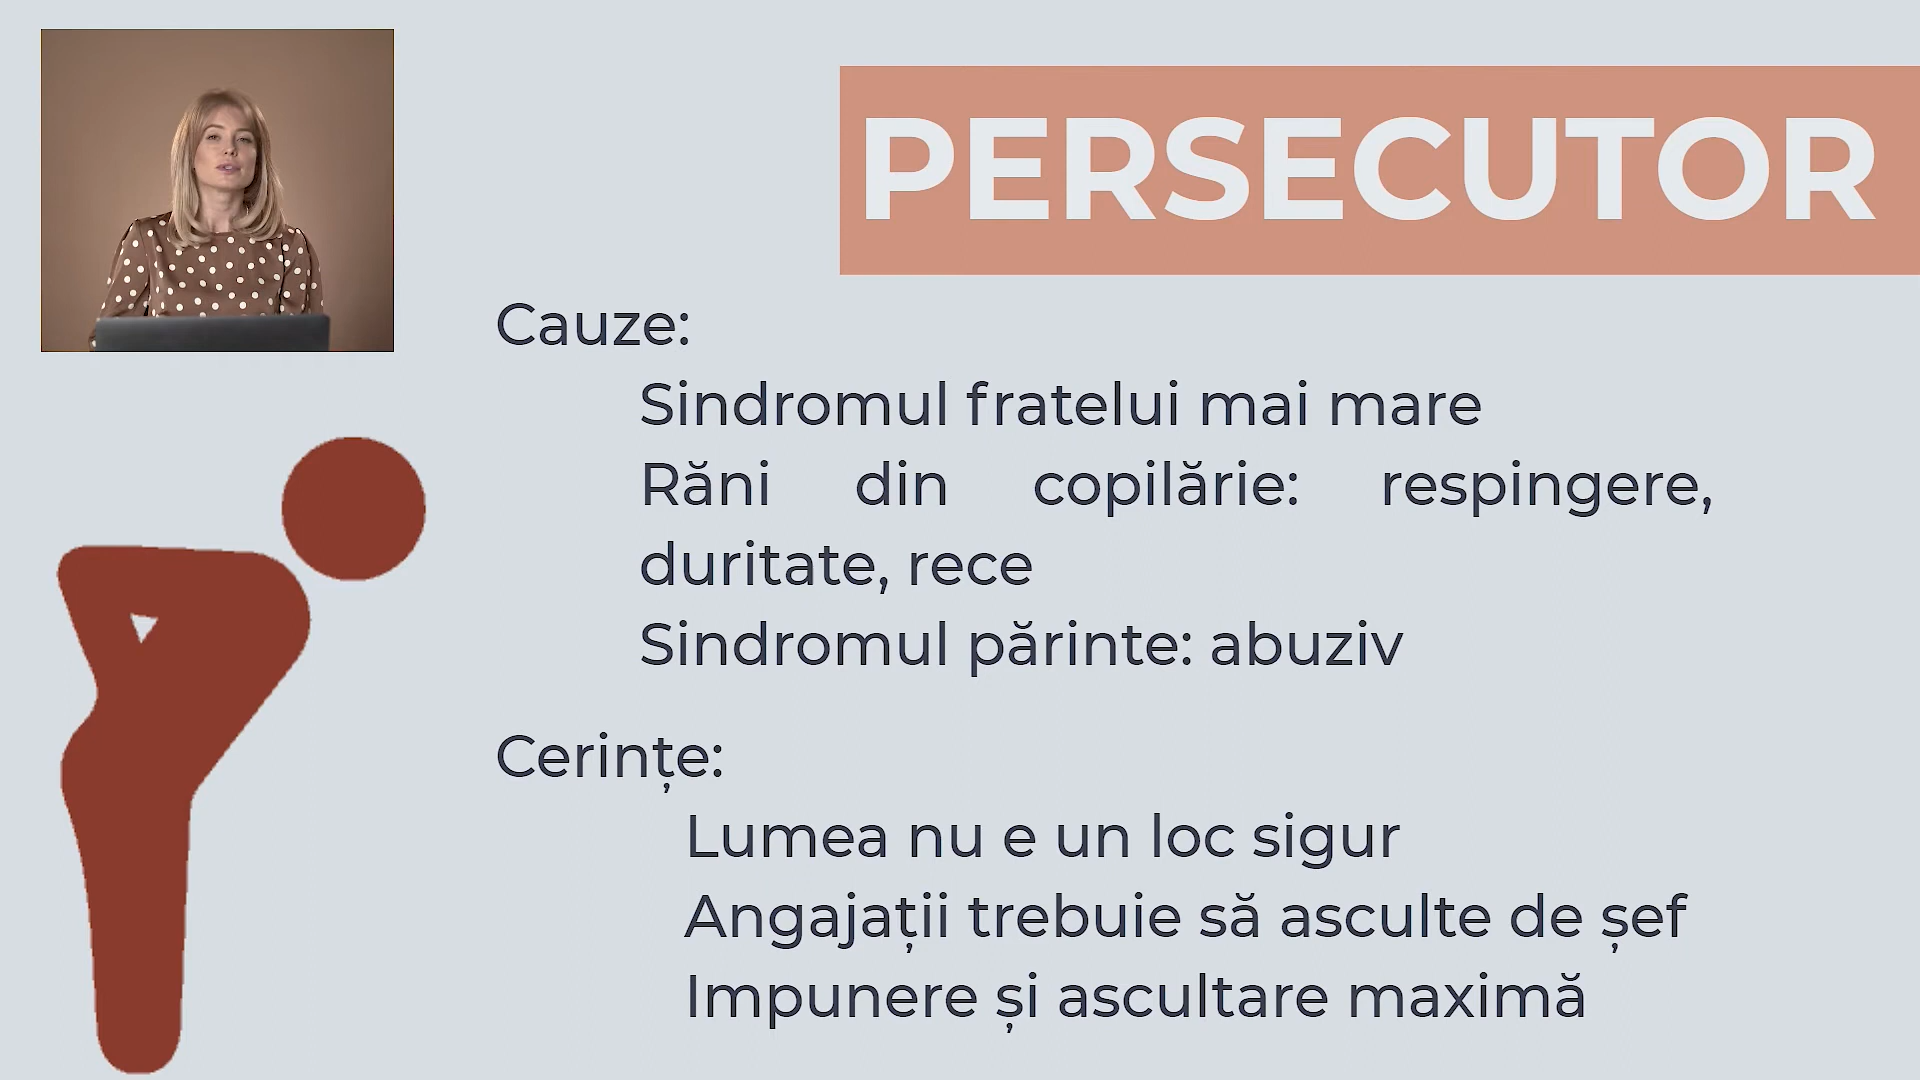 PERSECUTOR
Cauze:
Sindromul fratelui mai mare
Răni din copilărie: respingere,
duritate, rece
Sindromul părinte: abuziv
Cerințe:
Lumea nu e un loc sigur
Angajații trebuie să asculte de șef
Impunere și ascultare maximă